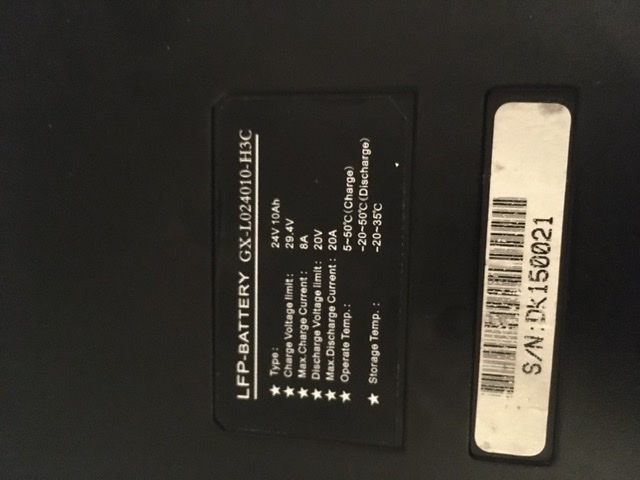 LFP-BATTERY GX-L024010-H3C
★ Type: 24V 10Ah
★ Charge Voltage limit: 29.4V
★ Max.Charge Current: 8A
★ Discharge Voltage limit: 20V
★ Max.Discharge Current: 20A
★ Operate Temp.: 5~50℃(Charge)
-20~50℃(Discharge)
★ Storage Temp.: -20~35℃
S/N:DK150021